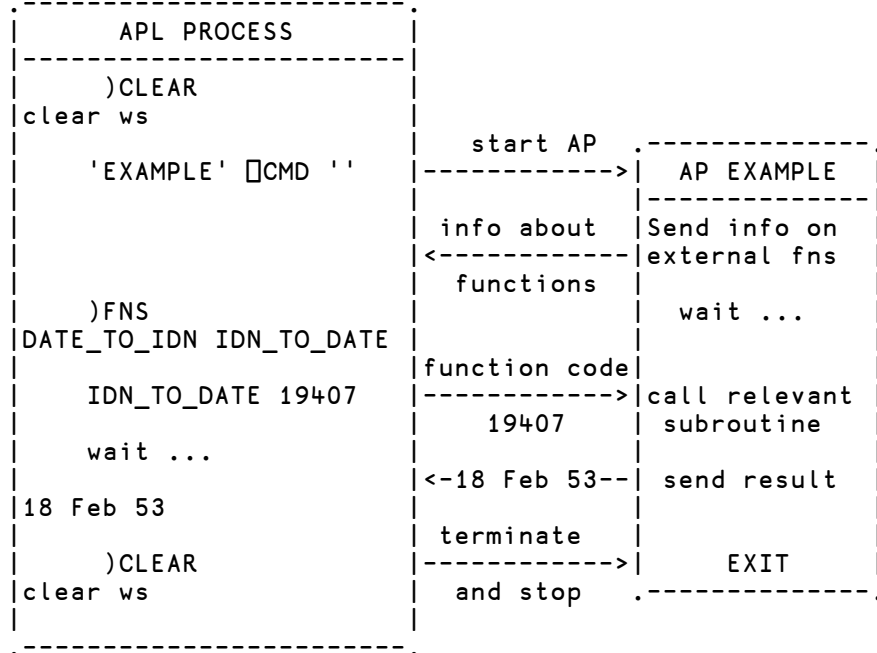 APL PROCESS
)CLEAR
clear ws
start AP
'EXAMPLE' ⎕CMD ''
AP EXAMPLE
info about
Send info on
external fns
functions
)FNS
wait ...
DATE_TO_IDN IDN_TO_DATE
function code
IDN_TO_DATE 19407
call relevant
19407
subroutine
wait ...
<-18 Feb 53--
send result
18 Feb 53
terminate
)CLEAR
EXIT
clear ws
and stop